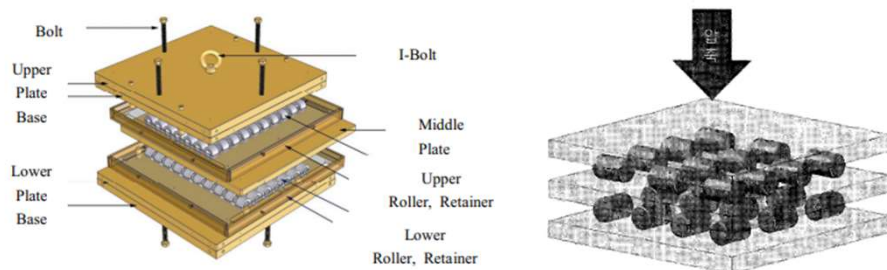 Bolt
I-Bolt
Upper
Plate
Base
Middle
Plate
Lower
Plate
Base
Upper
Roller, Retainer
Lower
Roller, Retainer